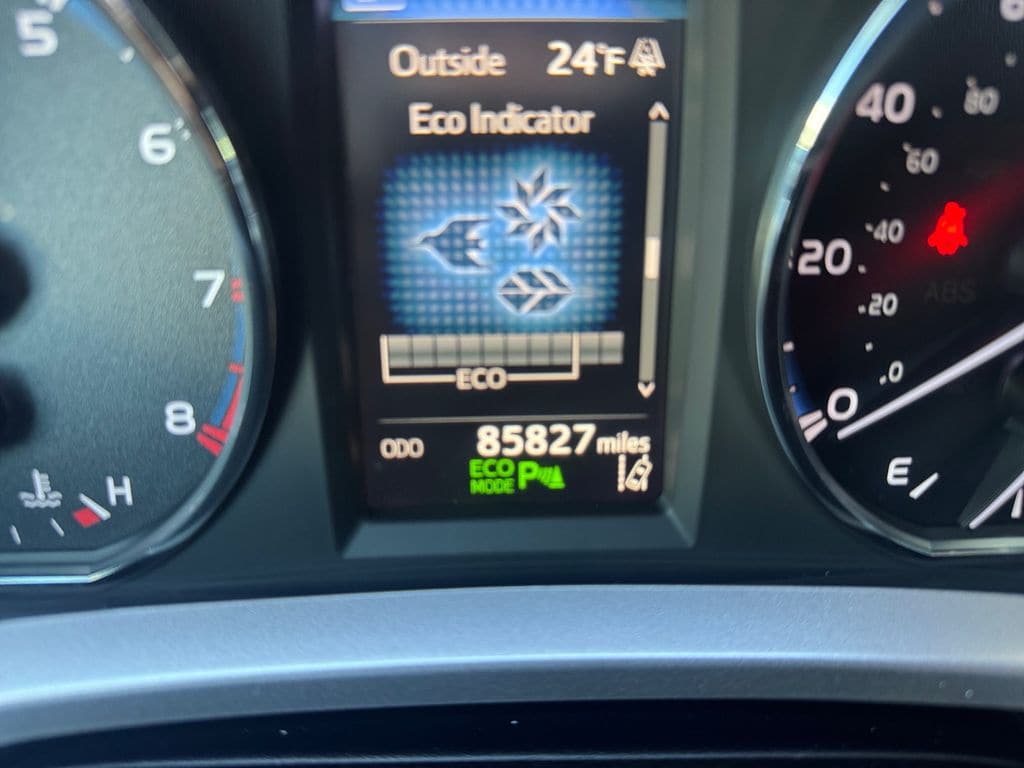 Outside 24°F
Eco Indicator
ECO
ODO 85827 miles
ECO MODE P
5
6
7
8
H
40
80
60
40
20
20
ABS
0
0
E